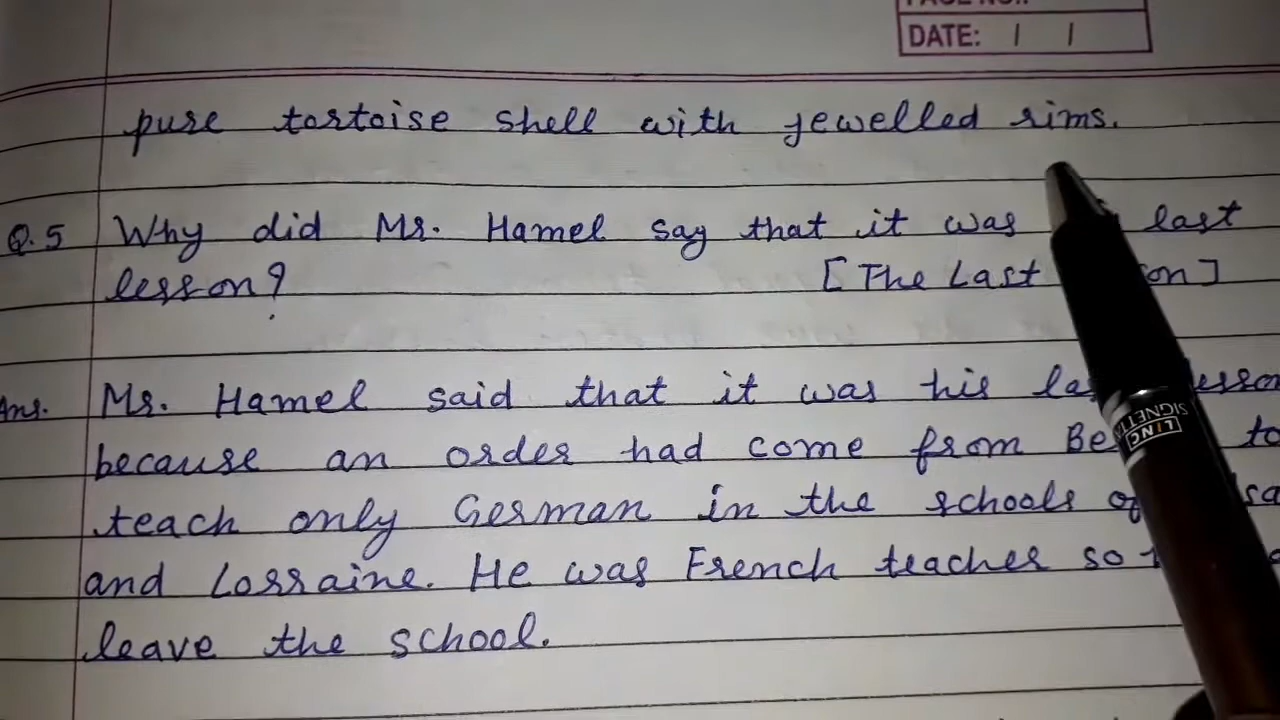 DATE: / /
pure tortoise shell with jewelled rims.
Q.5 Why did Mr. Hamel say that it was last
lesson? [The Last
Ans. Mr. Hamel said that it was his
because an order had come from to
teach only German in the schools
and Lorraine. He was French teacher so
leave the school.
LINC
SIGNETTA